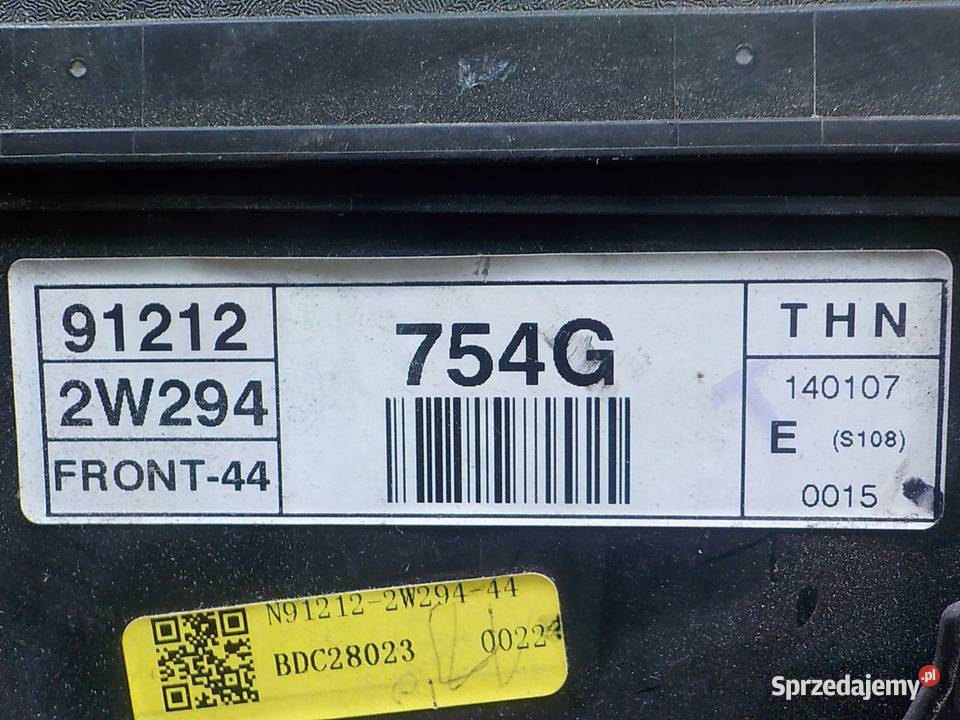 91212
2W294
FRONT-44
754G
THN
140107
E (S108)
0015
N91212-2W294-44
BDC28023 0022
Sprzedajemy.pl